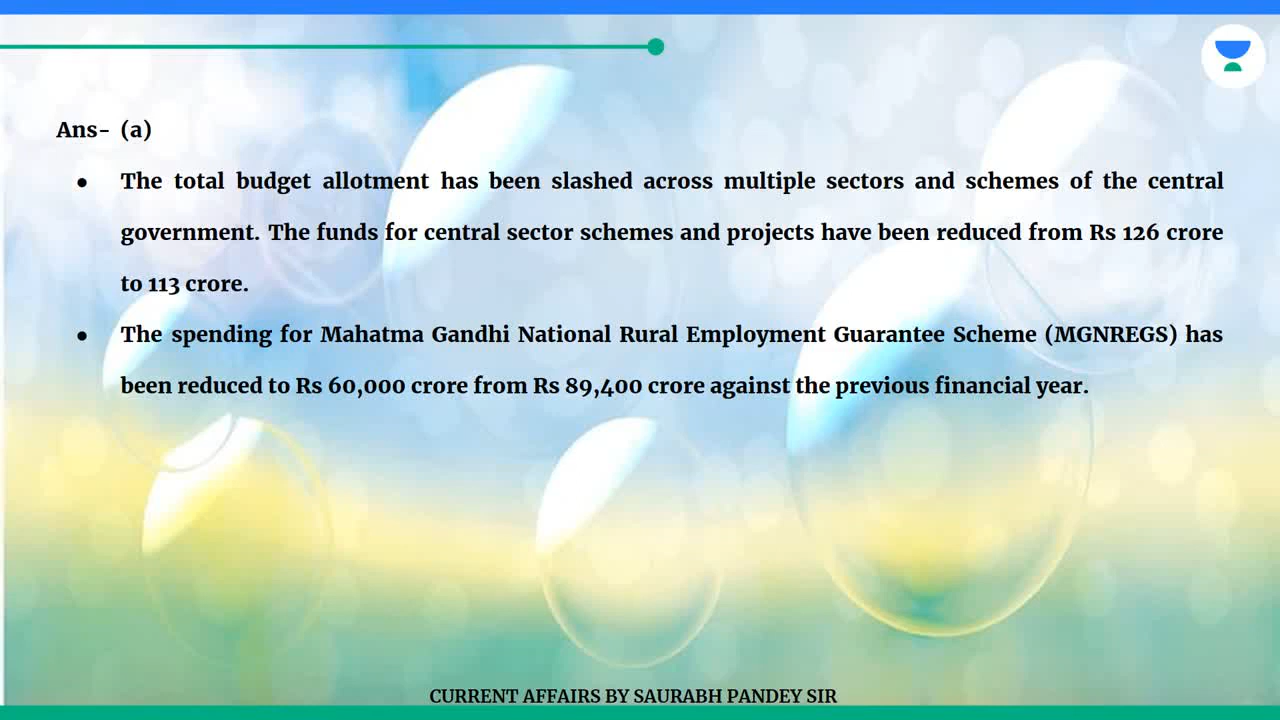 Ans- (a)
● The total budget allotment has been slashed across multiple sectors and schemes of the central
government. The funds for central sector schemes and projects have been reduced from Rs 126 crore
to 113 crore.
● The spending for Mahatma Gandhi National Rural Employment Guarantee Scheme (MGNREGS) has
been reduced to Rs 60,000 crore from Rs 89,400 crore against the previous financial year.
CURRENT AFFAIRS BY SAURABH PANDEY SIR